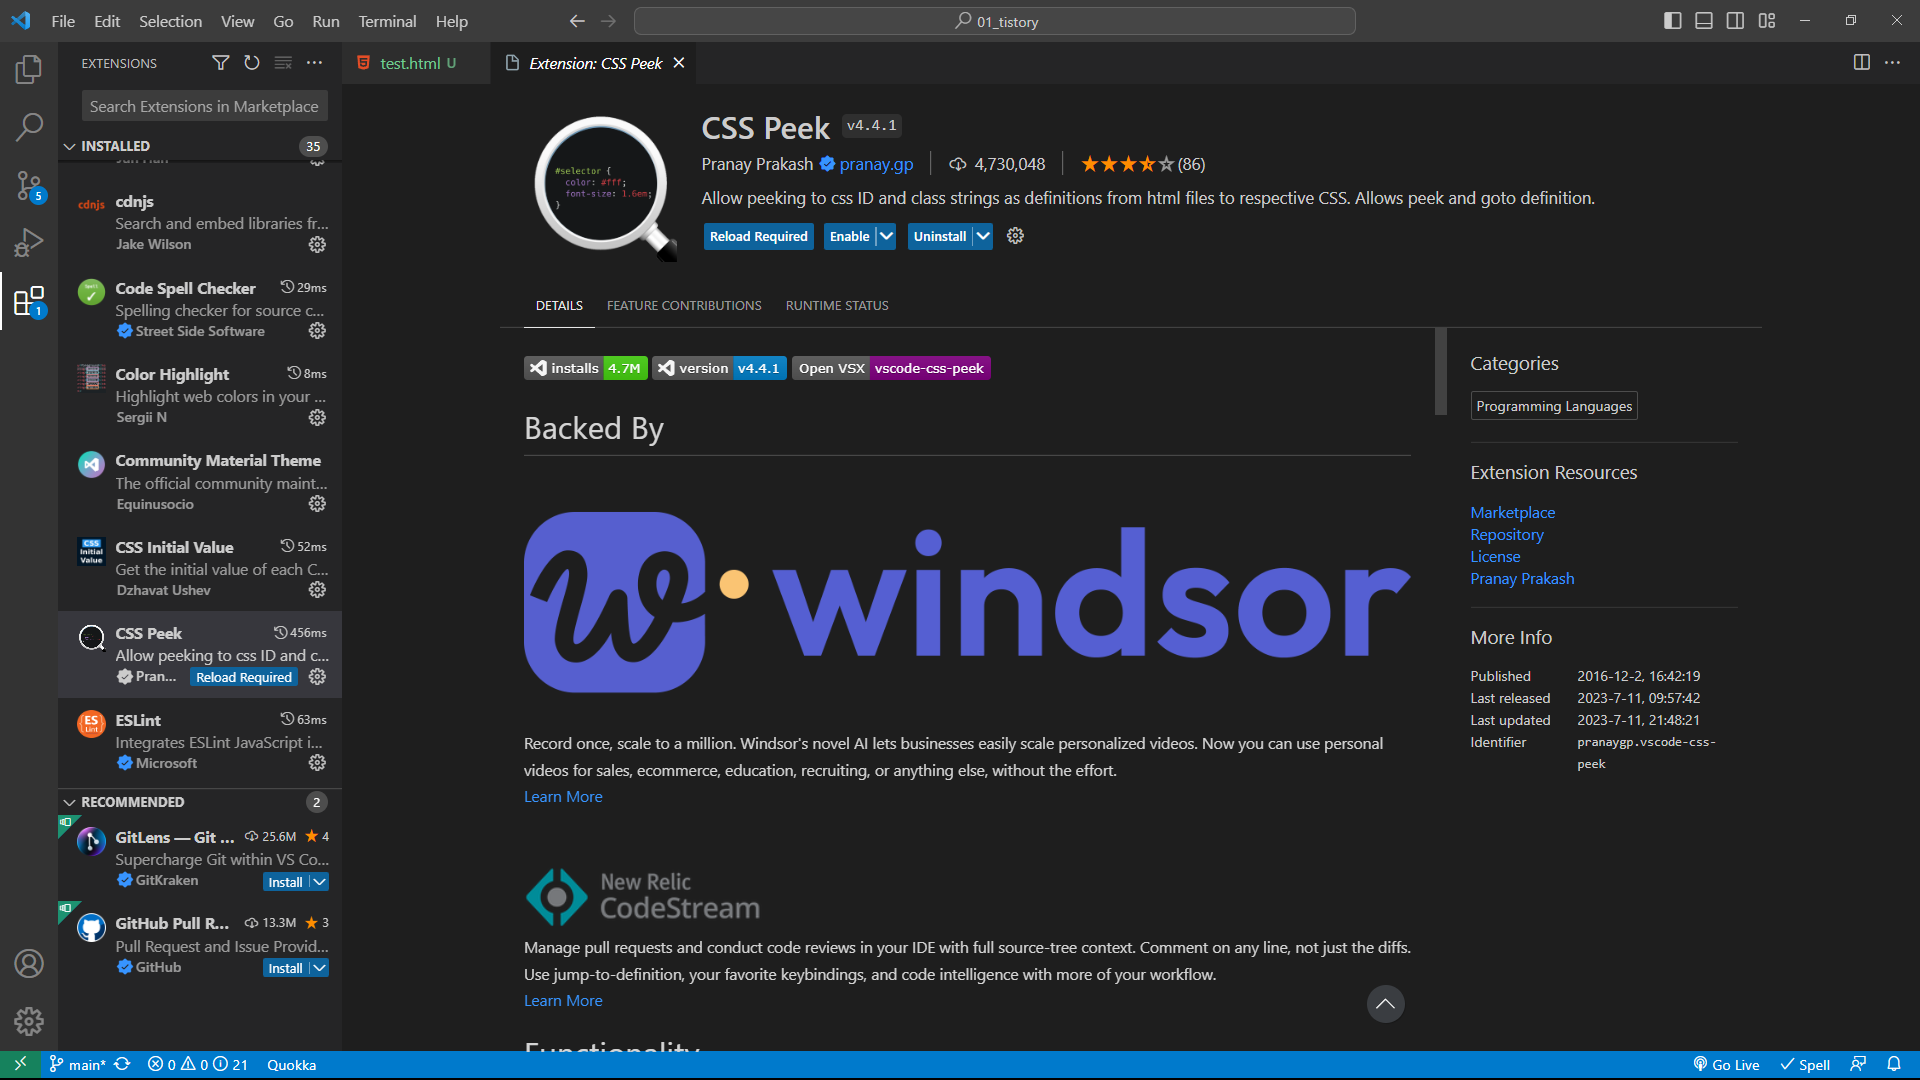 File Edit Selection View Go Run Terminal Help
01_tistory
EXTENSIONS
Search Extensions in Marketplace
INSTALLED 35
cdnjs
cdnjs
Search and embed libraries fr...
Jake Wilson
Code Spell Checker 29ms
Spelling checker for source c...
Street Side Software
Color Highlight 8ms
Highlight web colors in your ...
Sergii N
Community Material Theme
The official community maint...
Equinusocio
CSS Initial Value
CSS Initial Value 52ms
Get the initial value of each C...
Dzhavat Ushev
CSS Peek 456ms
Allow peeking to css ID and c...
Pran... Reload Required
ES Lint
ESLint 63ms
Integrates ESLint JavaScript i...
Microsoft
RECOMMENDED 2
GitLens — Git ... 25.6M ★ 4
Supercharge Git within VS Co...
GitKraken Install
GitHub Pull R... 13.3M ★ 3
Pull Request and Issue Provid...
GitHub Install
5
1
test.html U
Extension: CSS Peek
#selector {
color: #fff;
font-size: 1.6em;
}
CSS Peek v4.4.1
Pranay Prakash pranay.gp 4,730,048 (86)
Allow peeking to css ID and class strings as definitions from html files to respective CSS. Allows peek and goto definition.
Reload Required Enable Uninstall
DETAILS FEATURE CONTRIBUTIONS RUNTIME STATUS
installs 4.7M version v4.4.1 Open VSX vscode-css-peek
Backed By
w windsor
Record once, scale to a million. Windsor's novel AI lets businesses easily scale personalized videos. Now you can use personal
videos for sales, ecommerce, education, recruiting, or anything else, without the effort.
Learn More
New Relic
CodeStream
Manage pull requests and conduct code reviews in your IDE with full source-tree context. Comment on any line, not just the diffs.
Use jump-to-definition, your favorite keybindings, and code intelligence with more of your workflow.
Learn More
Functionality
Categories
Programming Languages
Extension Resources
Marketplace
Repository
License
Pranay Prakash
More Info
Published 2016-12-2, 16:42:19
Last released 2023-7-11, 09:57:42
Last updated 2023-7-11, 21:48:21
Identifier pranaygp.vscode-css-
peek
main* 0 0 21 Quokka
Go Live Spell